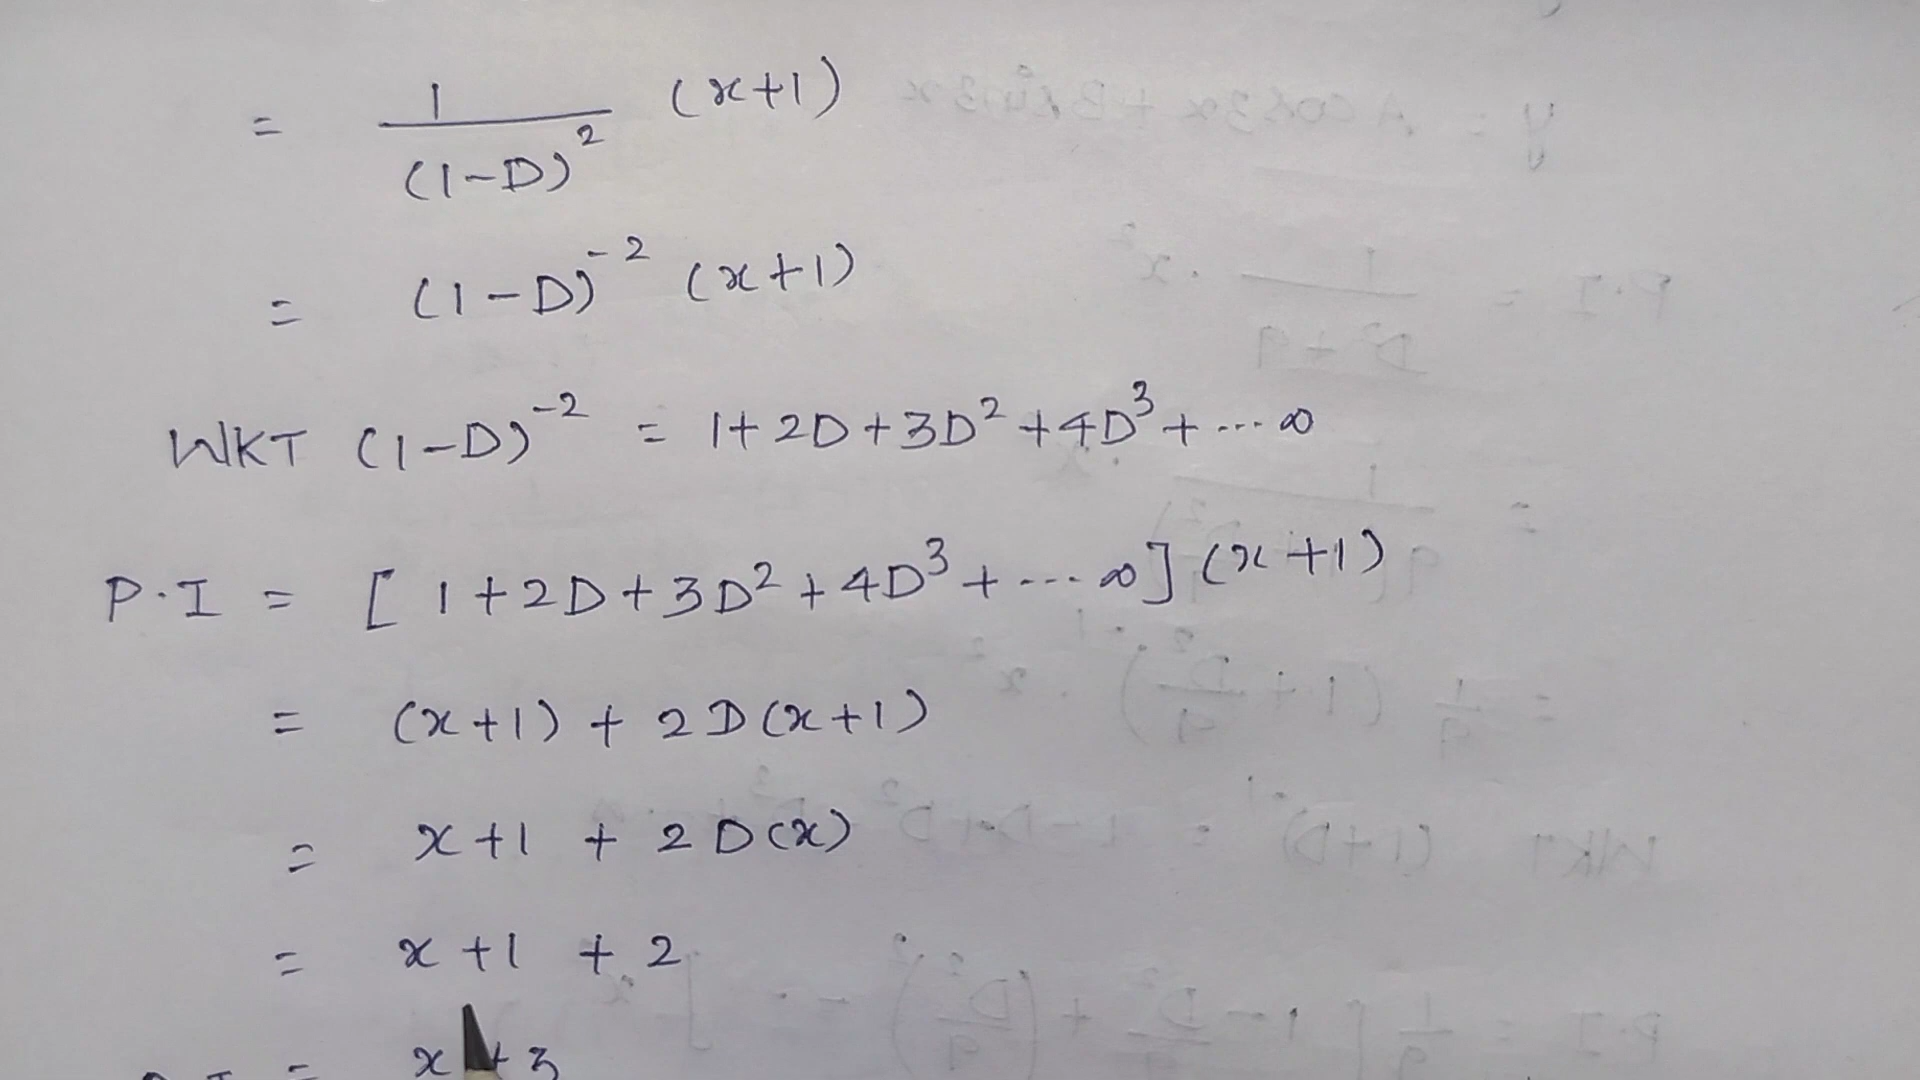 = 1/(1-D)² (x+1)
= (1-D)⁻² (x+1)
WKT (1-D)⁻² = 1+2D+3D²+4D³+...∞
P.I = [1+2D+3D²+4D³+...∞](x+1)
= (x+1) + 2D(x+1)
= x+1 + 2D(x)
= x+1 + 2
= x+3